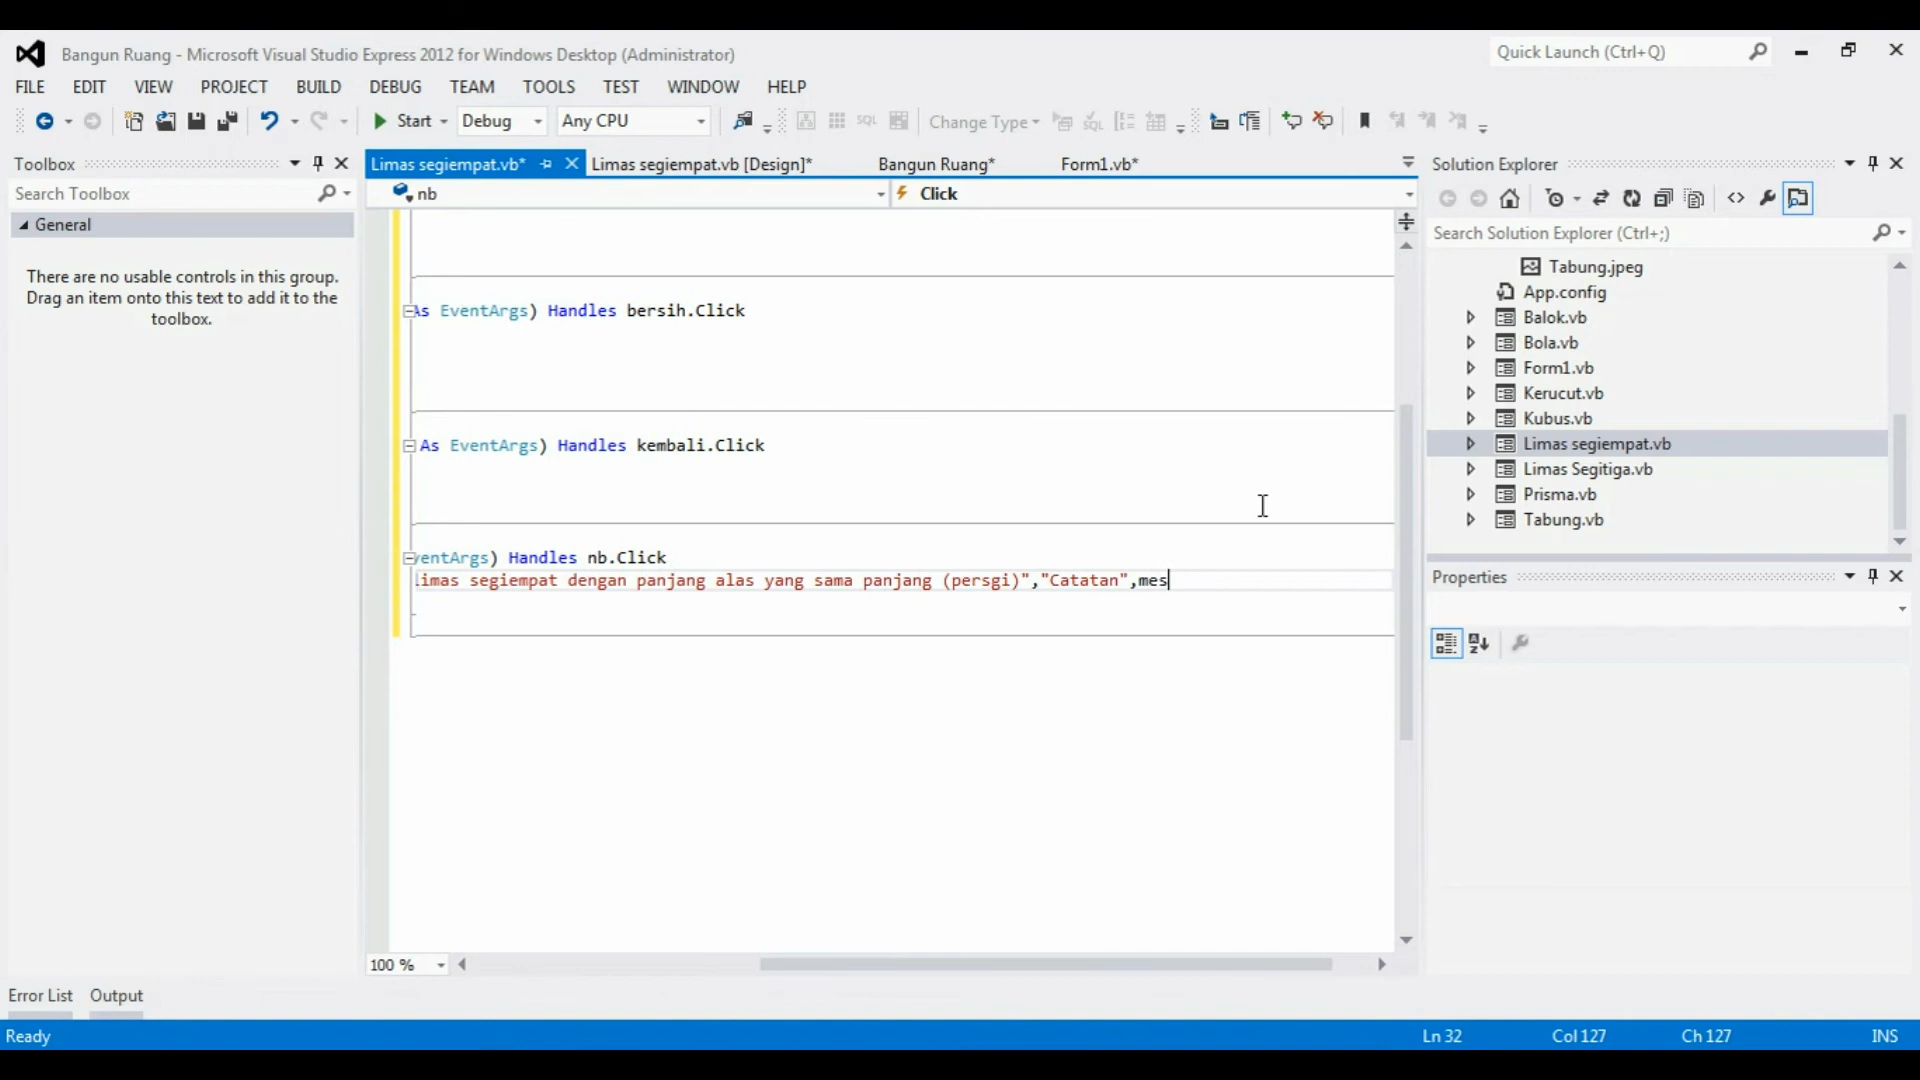 Bangun Ruang - Microsoft Visual Studio Express 2012 for Windows Desktop (Administrator)
Quick Launch (Ctrl+Q)
FILE EDIT VIEW PROJECT BUILD DEBUG TEAM TOOLS TEST WINDOW HELP
Start Debug Any CPU SQL Change Type
Toolbox
Limas segiempat.vb* Limas segiempat.vb [Design]* Bangun Ruang* Form1.vb*
Solution Explorer
Search Toolbox
nb Click
General
Search Solution Explorer (Ctrl+;)
There are no usable controls in this group.
Drag an item onto this text to add it to the
toolbox.
As EventArgs) Handles bersih.Click
As EventArgs) Handles kembali.Click
ventArgs) Handles nb.Click
limas segiempat dengan panjang alas yang sama panjang (persgi)","Catatan",mes
Tabung.jpeg
App.config
Balok.vb
Bola.vb
Form1.vb
Kerucut.vb
Kubus.vb
Limas segiempat.vb
Limas Segitiga.vb
Prisma.vb
Tabung.vb
Properties
100 %
Error List Output
Ready Ln 32 Col 127 Ch 127 INS